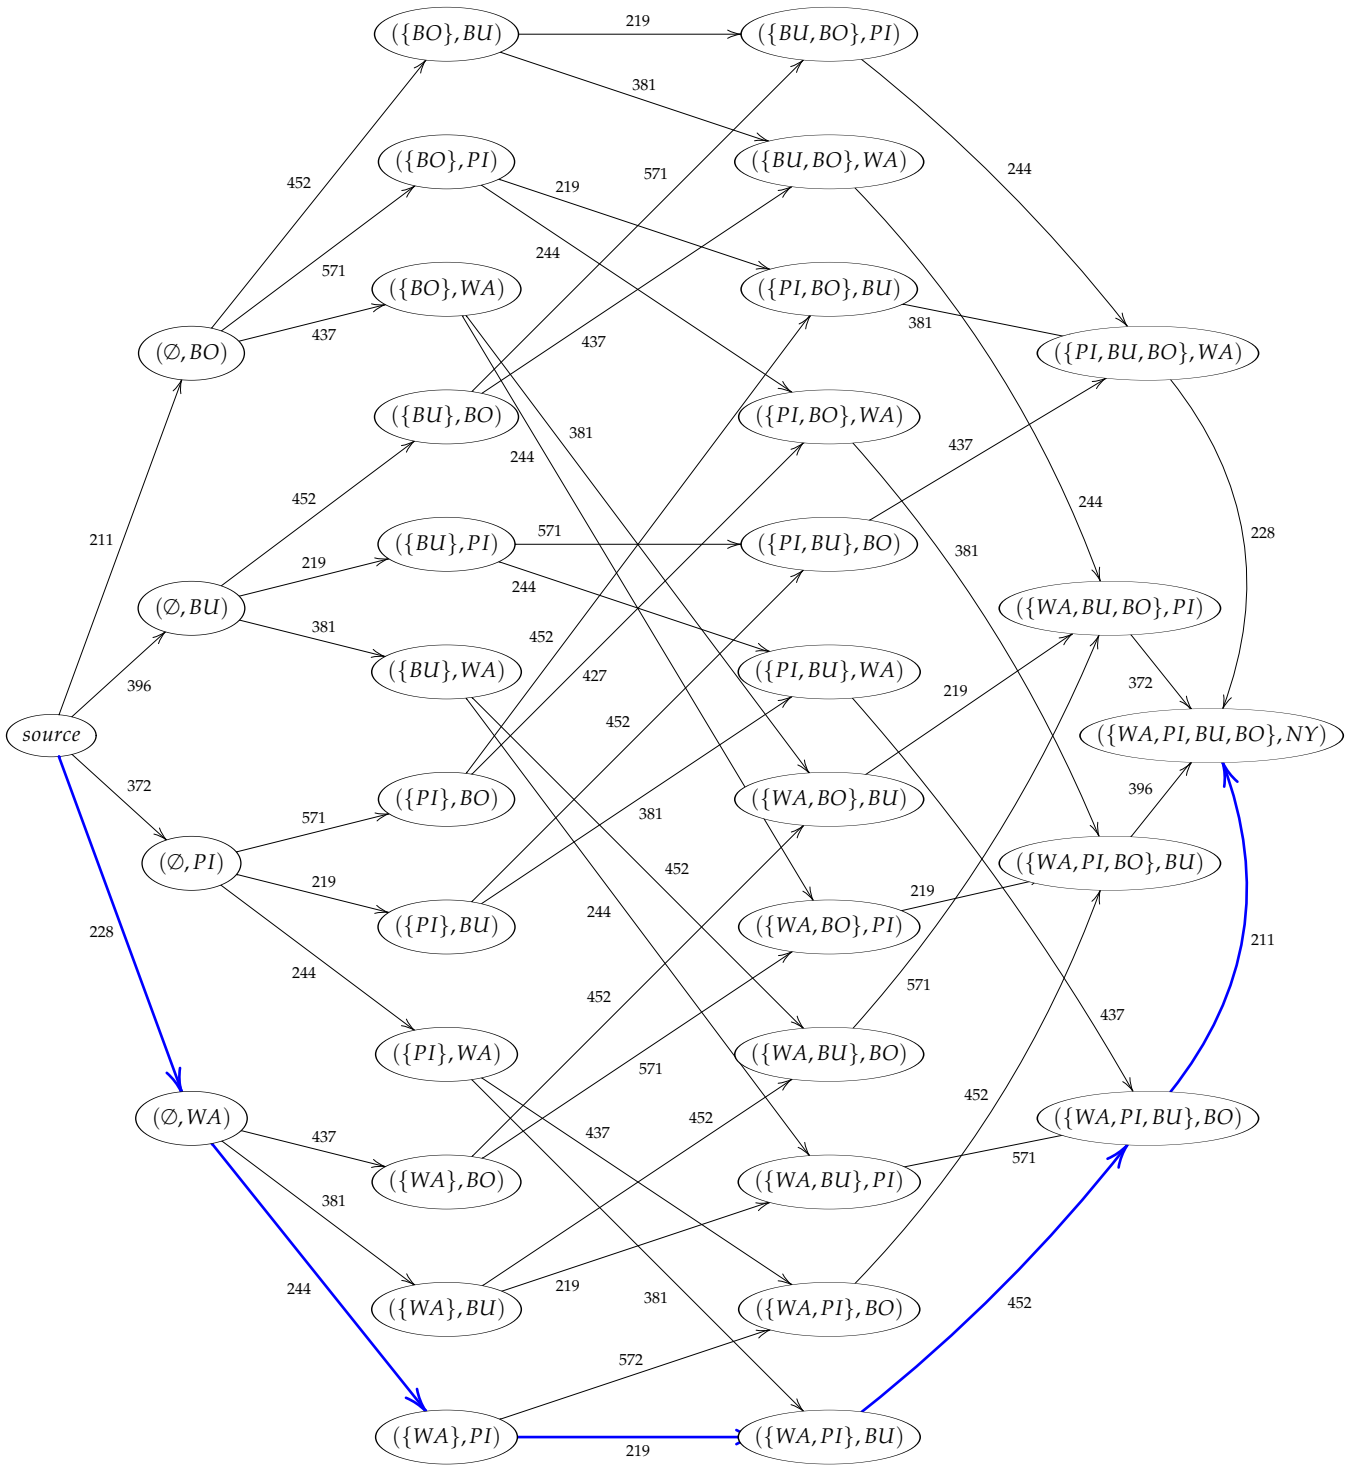 219
({BO}, BU)
({BU, BO}, PI)
381
({BO}, PI)
({BU, BO}, WA)
244
571
452
219
571
244
({BO}, WA)
({PI, BO}, BU)
437
381
(∅, BO)
437
({PI, BU, BO}, WA)
({BU}, BO)
({PI, BO}, WA)
381
437
244
452
244
211
571
228
({BU}, PI)
({PI, BU}, BO)
381
219
244
(∅, BU)
({WA, BU, BO}, PI)
381
452
({BU}, WA)
({PI, BU}, WA)
427
396
372
219
452
source
({WA, PI, BU, BO}, NY)
372
396
({PI}, BO)
({WA, BO}, BU)
571
381
(∅, PI)
({WA, PI, BO}, BU)
452
219
219
244
({PI}, BU)
({WA, BO}, PI)
228
211
244
571
452
437
({PI}, WA)
({WA, BU}, BO)
571
452
452
(∅, WA)
({WA, PI, BU}, BO)
437
437
571
({WA}, BO)
({WA, BU}, PI)
381
244
219
381
452
({WA}, BU)
({WA, PI}, BO)
572
({WA}, PI)
({WA, PI}, BU)
219